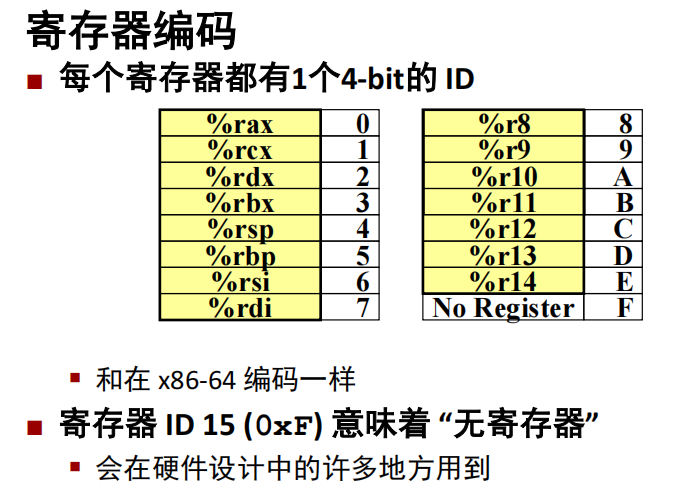 寄存器编码
■ 每个寄存器都有1个4-bit的 ID
%rax 0 %r8 8
%rcx 1 %r9 9
%rdx 2 %r10 A
%rbx 3 %r11 B
%rsp 4 %r12 C
%rbp 5 %r13 D
%rsi 6 %r14 E
%rdi 7 No Register F
■ 和在 x86-64 编码一样
■ 寄存器 ID 15 (0xF) 意味着 “无寄存器”
■ 会在硬件设计中的许多地方用到